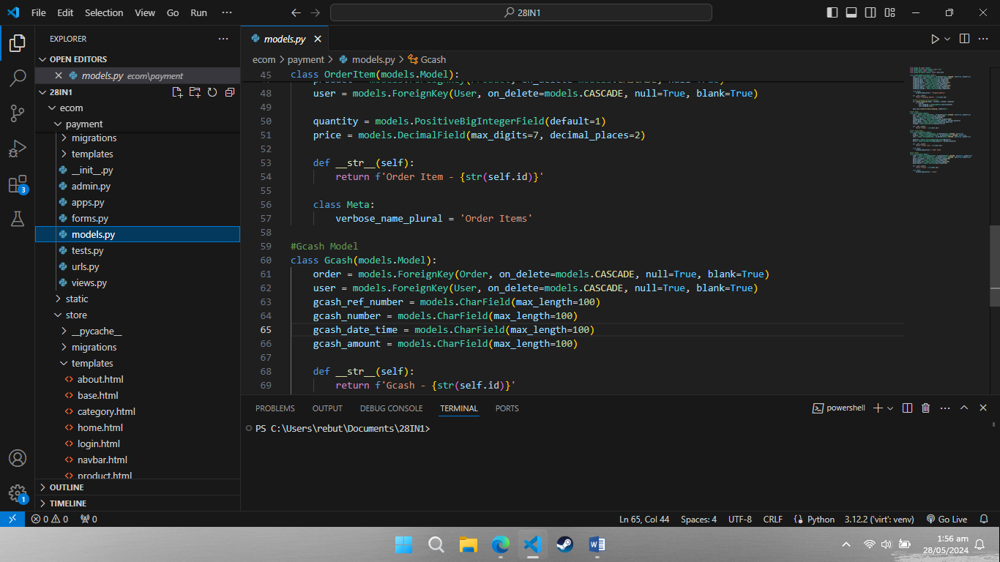 File Edit Selection View Go Run ··· 28IN1
EXPLORER ···
OPEN EDITORS
models.py ecom\payment
28IN1
ecom
payment
migrations
templates
__init__.py
admin.py
apps.py
forms.py
models.py
tests.py
urls.py
views.py
static
store
__pycache__
migrations
templates
about.html
base.html
category.html
home.html
login.html
navbar.html
product.html
OUTLINE
TIMELINE
3
1
models.py
ecom > payment > models.py > Gcash
45 class OrderItem(models.Model):
48 user = models.ForeignKey(User, on_delete=models.CASCADE, null=True, blank=True)
49
50 quantity = models.PositiveBigIntegerField(default=1)
51 price = models.DecimalField(max_digits=7, decimal_places=2)
52
53 def __str__(self):
54 return f'Order Item - {str(self.id)}'
55
56 class Meta:
57 verbose_name_plural = 'Order Items'
58
59 #Gcash Model
60 class Gcash(models.Model):
61 order = models.ForeignKey(Order, on_delete=models.CASCADE, null=True, blank=True)
62 user = models.ForeignKey(User, on_delete=models.CASCADE, null=True, blank=True)
63 gcash_ref_number = models.CharField(max_length=100)
64 gcash_number = models.CharField(max_length=100)
65 gcash_date_time = models.CharField(max_length=100)
66 gcash_amount = models.CharField(max_length=100)
67
68 def __str__(self):
69 return f'Gcash - {str(self.id)}'
PROBLEMS OUTPUT DEBUG CONSOLE TERMINAL PORTS powershell
PS C:\Users\rebut\Documents\28IN1>
0 0 0 Ln 65, Col 44 Spaces: 4 UTF-8 CRLF Python 3.12.2 ('virt': venv) Go Live
1:56 am
28/05/2024